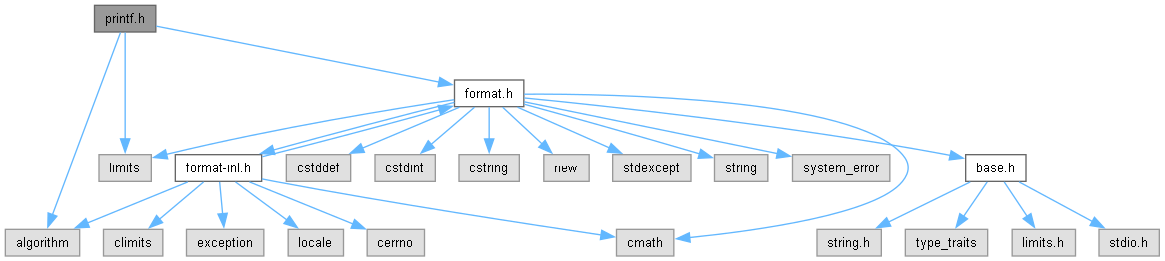 printf.h
format.h
limits
format-inl.h
cstddef
cstdint
cstring
new
stdexcept
string
system_error
base.h
algorithm
climits
exception
locale
cerrno
cmath
string.h
type_traits
limits.h
stdio.h